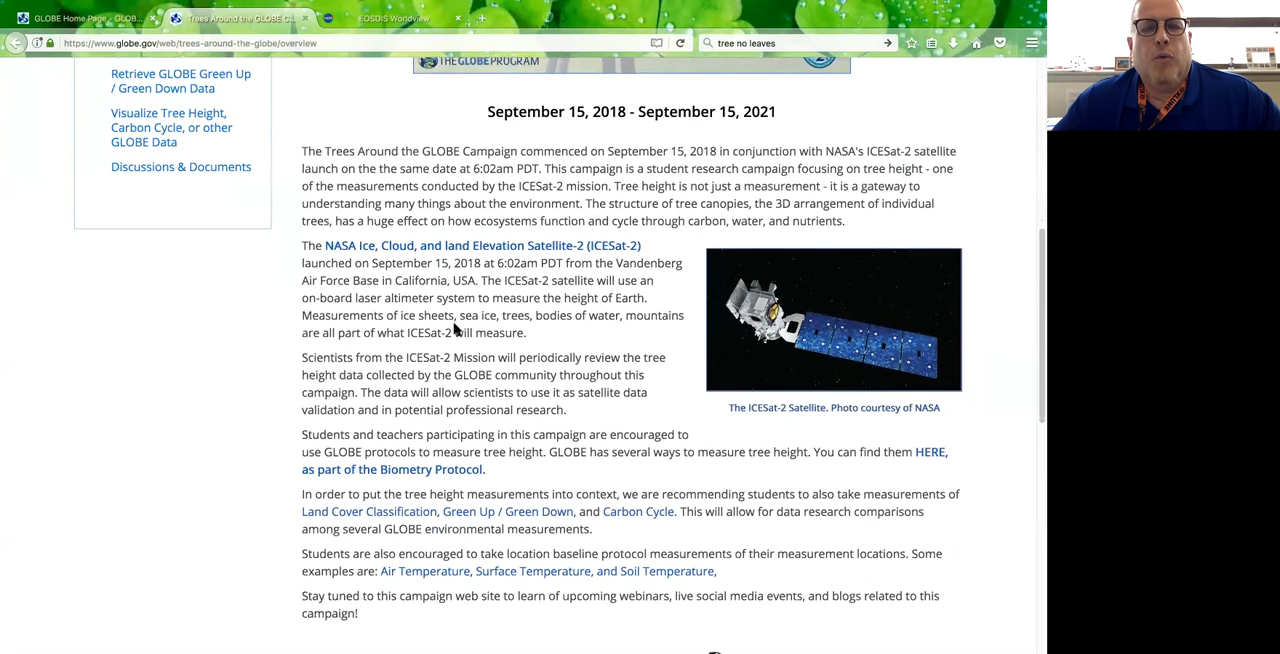 GLOBE Home Page - GLOB...
Trees Around the GLOBE C...
EOSDIS Worldview
https://www.globe.gov/web/trees-around-the-globe/overview
tree no leaves
THE GLOBE PROGRAM
Retrieve GLOBE Green Up
/ Green Down Data
Visualize Tree Height,
Carbon Cycle, or other
GLOBE Data
Discussions & Documents
September 15, 2018 - September 15, 2021
The Trees Around the GLOBE Campaign commenced on September 15, 2018 in conjunction with NASA's ICESat-2 satellite
launch on the the same date at 6:02am PDT. This campaign is a student research campaign focusing on tree height - one
of the measurements conducted by the ICESat-2 mission. Tree height is not just a measurement - it is a gateway to
understanding many things about the environment. The structure of tree canopies, the 3D arrangement of individual
trees, has a huge effect on how ecosystems function and cycle through carbon, water, and nutrients.
The NASA Ice, Cloud, and land Elevation Satellite-2 (ICESat-2)
launched on September 15, 2018 at 6:02am PDT from the Vandenberg
Air Force Base in California, USA. The ICESat-2 satellite will use an
on-board laser altimeter system to measure the height of Earth.
Measurements of ice sheets, sea ice, trees, bodies of water, mountains
are all part of what ICESat-2 will measure.
The ICESat-2 Satellite. Photo courtesy of NASA
Scientists from the ICESat-2 Mission will periodically review the tree
height data collected by the GLOBE community throughout this
campaign. The data will allow scientists to use it as satellite data
validation and in potential professional research.
Students and teachers participating in this campaign are encouraged to
use GLOBE protocols to measure tree height. GLOBE has several ways to measure tree height. You can find them HERE,
as part of the Biometry Protocol.
In order to put the tree height measurements into context, we are recommending students to also take measurements of
Land Cover Classification, Green Up / Green Down, and Carbon Cycle. This will allow for data research comparisons
among several GLOBE environmental measurements.
Students are also encouraged to take location baseline protocol measurements of their measurement locations. Some
examples are: Air Temperature, Surface Temperature, and Soil Temperature,
Stay tuned to this campaign web site to learn of upcoming webinars, live social media events, and blogs related to this
campaign!